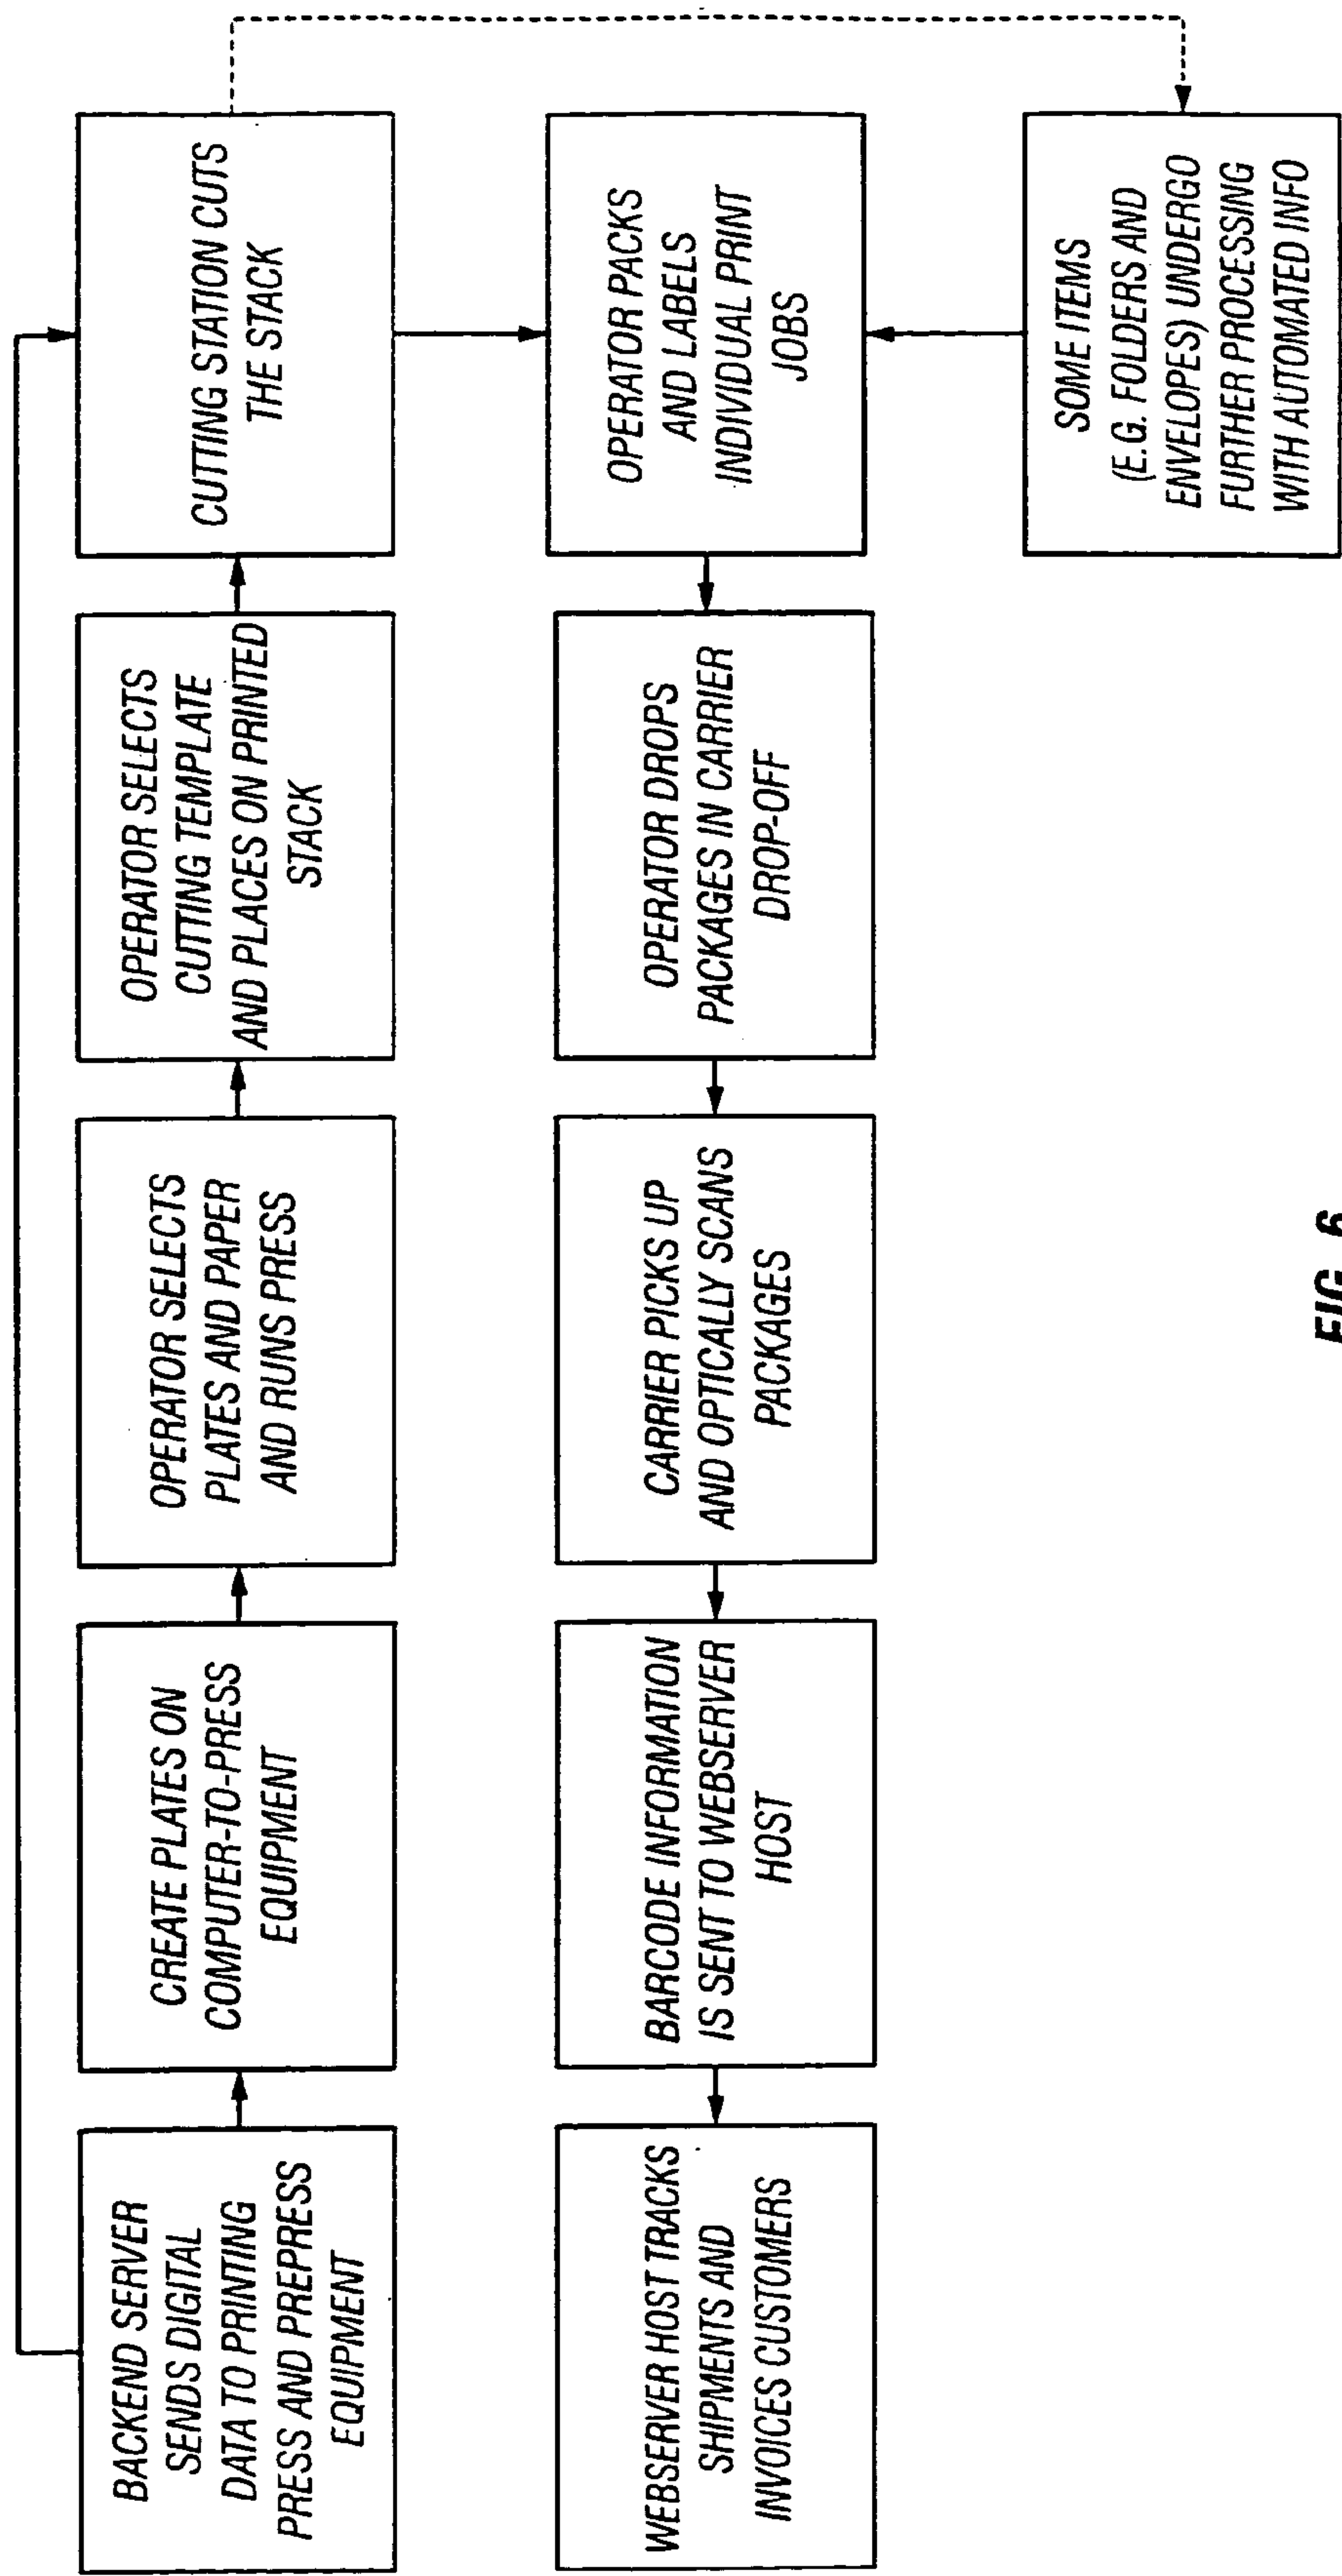 BACKEND SERVER
SENDS DIGITAL
DATA TO PRINTING
PRESS AND PREPRESS
EQUIPMENT
CREATE PLATES ON
COMPUTER-TO-PRESS
EQUIPMENT
OPERATOR SELECTS
PLATES AND PAPER
AND RUNS PRESS
OPERATOR SELECTS
CUTTING TEMPLATE
AND PLACES ON PRINTED
STACK
CUTTING STATION CUTS
THE STACK
WEBSERVER HOST TRACKS
SHIPMENTS AND
INVOICES CUSTOMERS
BARCODE INFORMATION
IS SENT TO WEBSERVER
HOST
CARRIER PICKS UP
AND OPTICALLY SCANS
PACKAGES
OPERATOR DROPS
PACKAGES IN CARRIER
DROP-OFF
OPERATOR PACKS
AND LABELS
INDIVIDUAL PRINT
JOBS
SOME ITEMS
(E.G. FOLDERS AND
ENVELOPES) UNDERGO
FURTHER PROCESSING
WITH AUTOMATED INFO
FIG. 6